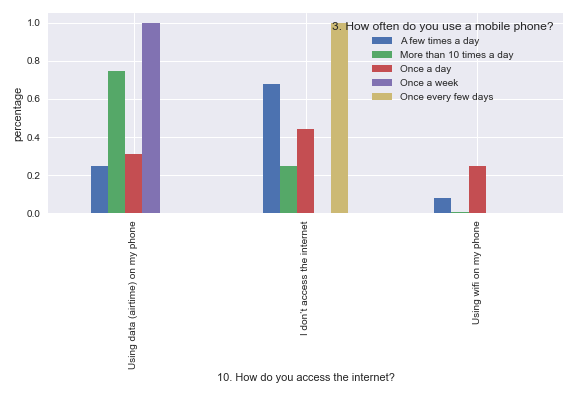 3. How often do you use a mobile phone?
A few times a day
More than 10 times a day
Once a day
Once a week
Once every few days
percentage
1.0
0.8
0.6
0.4
0.2
0.0
Using data (airtime) on my phone
I don't access the internet
Using wifi on my phone
10. How do you access the internet?